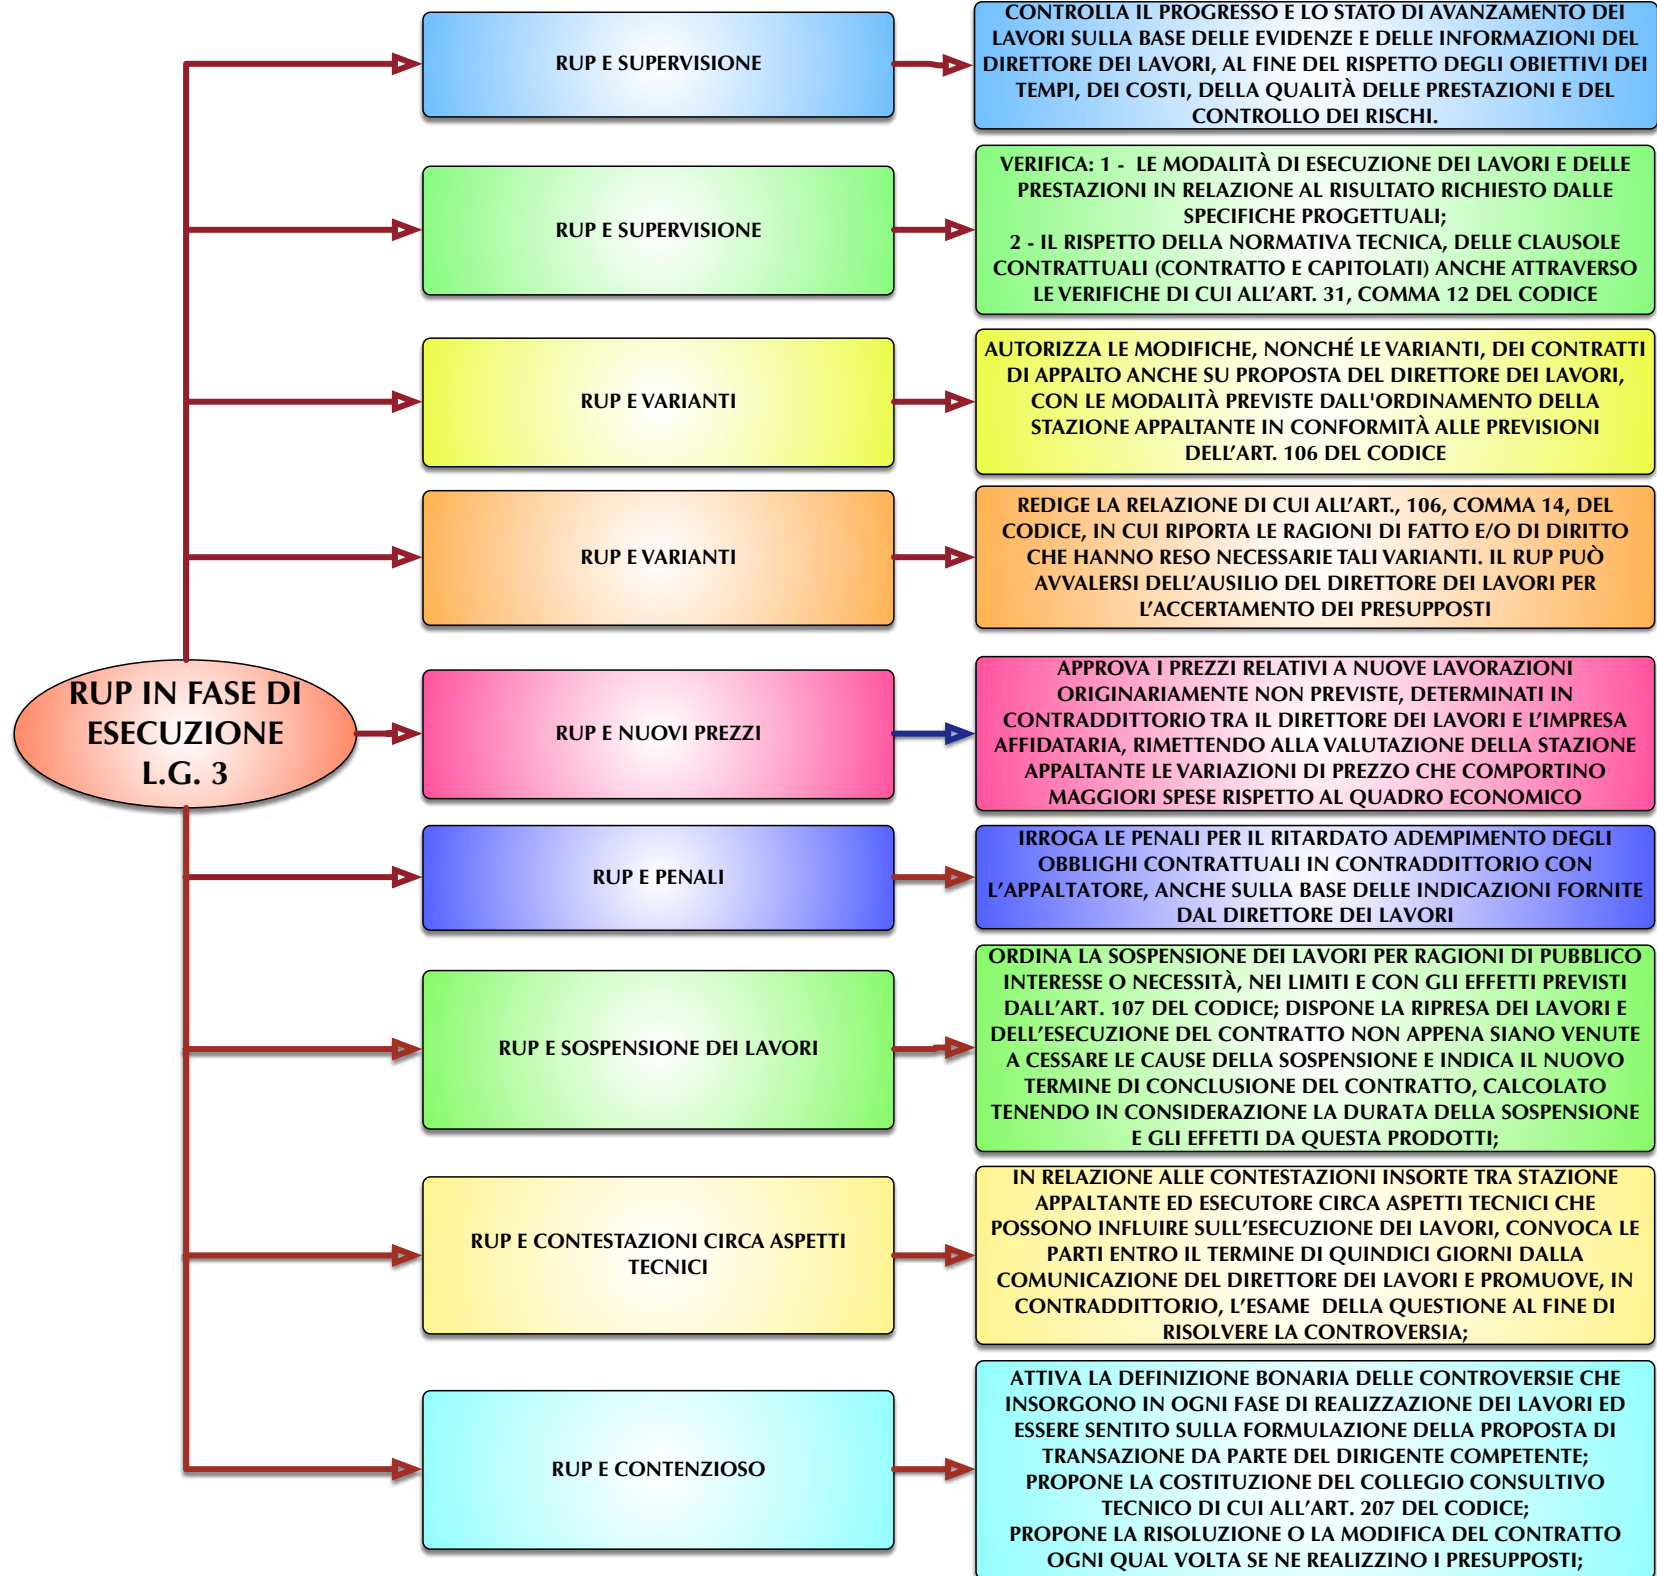 RUP IN FASE DI
ESECUZIONE
L.G. 3
RUP E SUPERVISIONE
CONTROLLA IL PROGRESSO E LO STATO DI AVANZAMENTO DEI
LAVORI SULLA BASE DELLE EVIDENZE E DELLE INFORMAZIONI DEL
DIRETTORE DEI LAVORI, AL FINE DEL RISPETTO DEGLI OBIETTIVI DEI
TEMPI, DEI COSTI, DELLA QUALITÀ DELLE PRESTAZIONI E DEL
CONTROLLO DEI RISCHI.
RUP E SUPERVISIONE
VERIFICA: 1 - LE MODALITÀ DI ESECUZIONE DEI LAVORI E DELLE
PRESTAZIONI IN RELAZIONE AL RISULTATO RICHIESTO DALLE
SPECIFICHE PROGETTUALI;
2 - IL RISPETTO DELLA NORMATIVA TECNICA, DELLE CLAUSOLE
CONTRATTUALI (CONTRATTO E CAPITOLATI) ANCHE ATTRAVERSO
LE VERIFICHE DI CUI ALL'ART. 31, COMMA 12 DEL CODICE
RUP E VARIANTI
AUTORIZZA LE MODIFICHE, NONCHÉ LE VARIANTI, DEI CONTRATTI
DI APPALTO ANCHE SU PROPOSTA DEL DIRETTORE DEI LAVORI,
CON LE MODALITÀ PREVISTE DALL'ORDINAMENTO DELLA
STAZIONE APPALTANTE IN CONFORMITÀ ALLE PREVISIONI
DELL'ART. 106 DEL CODICE
RUP E VARIANTI
REDIGE LA RELAZIONE DI CUI ALL'ART., 106, COMMA 14, DEL
CODICE, IN CUI RIPORTA LE RAGIONI DI FATTO E/O DI DIRITTO
CHE HANNO RESO NECESSARIE TALI VARIANTI. IL RUP PUÒ
AVVALERSI DELL'AUSILIO DEL DIRETTORE DEI LAVORI PER
L'ACCERTAMENTO DEI PRESUPPOSTI
RUP E NUOVI PREZZI
APPROVA I PREZZI RELATIVI A NUOVE LAVORAZIONI
ORIGINARIAMENTE NON PREVISTE, DETERMINATI IN
CONTRADDITTORIO TRA IL DIRETTORE DEI LAVORI E L'IMPRESA
AFFIDATARIA, RIMETTENDO ALLA VALUTAZIONE DELLA STAZIONE
APPALTANTE LE VARIAZIONI DI PREZZO CHE COMPORTINO
MAGGIORI SPESE RISPETTO AL QUADRO ECONOMICO
RUP E PENALI
IRROGA LE PENALI PER IL RITARDATO ADEMPIMENTO DEGLI
OBBLIGHI CONTRATTUALI IN CONTRADDITTORIO CON
L'APPALTATORE, ANCHE SULLA BASE DELLE INDICAZIONI FORNITE
DAL DIRETTORE DEI LAVORI
RUP E SOSPENSIONE DEI LAVORI
ORDINA LA SOSPENSIONE DEI LAVORI PER RAGIONI DI PUBBLICO
INTERESSE O NECESSITÀ, NEI LIMITI E CON GLI EFFETTI PREVISTI
DALL'ART. 107 DEL CODICE; DISPONE LA RIPRESA DEI LAVORI E
DELL'ESECUZIONE DEL CONTRATTO NON APPENA SIANO VENUTE
A CESSARE LE CAUSE DELLA SOSPENSIONE E INDICA IL NUOVO
TERMINE DI CONCLUSIONE DEL CONTRATTO, CALCOLATO
TENENDO IN CONSIDERAZIONE LA DURATA DELLA SOSPENSIONE
E GLI EFFETTI DA QUESTA PRODOTTI;
RUP E CONTESTAZIONI CIRCA ASPETTI
TECNICI
IN RELAZIONE ALLE CONTESTAZIONI INSORTE TRA STAZIONE
APPALTANTE ED ESECUTORE CIRCA ASPETTI TECNICI CHE
POSSONO INFLUIRE SULL'ESECUZIONE DEI LAVORI, CONVOCA LE
PARTI ENTRO IL TERMINE DI QUINDICI GIORNI DALLA
COMUNICAZIONE DEL DIRETTORE DEI LAVORI E PROMUOVE, IN
CONTRADDITTORIO, L'ESAME DELLA QUESTIONE AL FINE DI
RISOLVERE LA CONTROVERSIA;
RUP E CONTENZIOSO
ATTIVA LA DEFINIZIONE BONARIA DELLE CONTROVERSIE CHE
INSORGONO IN OGNI FASE DI REALIZZAZIONE DEI LAVORI ED
ESSERE SENTITO SULLA FORMULAZIONE DELLA PROPOSTA DI
TRANSAZIONE DA PARTE DEL DIRIGENTE COMPETENTE;
PROPONE LA COSTITUZIONE DEL COLLEGIO CONSULTIVO
TECNICO DI CUI ALL'ART. 207 DEL CODICE;
PROPONE LA RISOLUZIONE O LA MODIFICA DEL CONTRATTO
OGNI QUAL VOLTA SE NE REALIZZINO I PRESUPPOSTI;